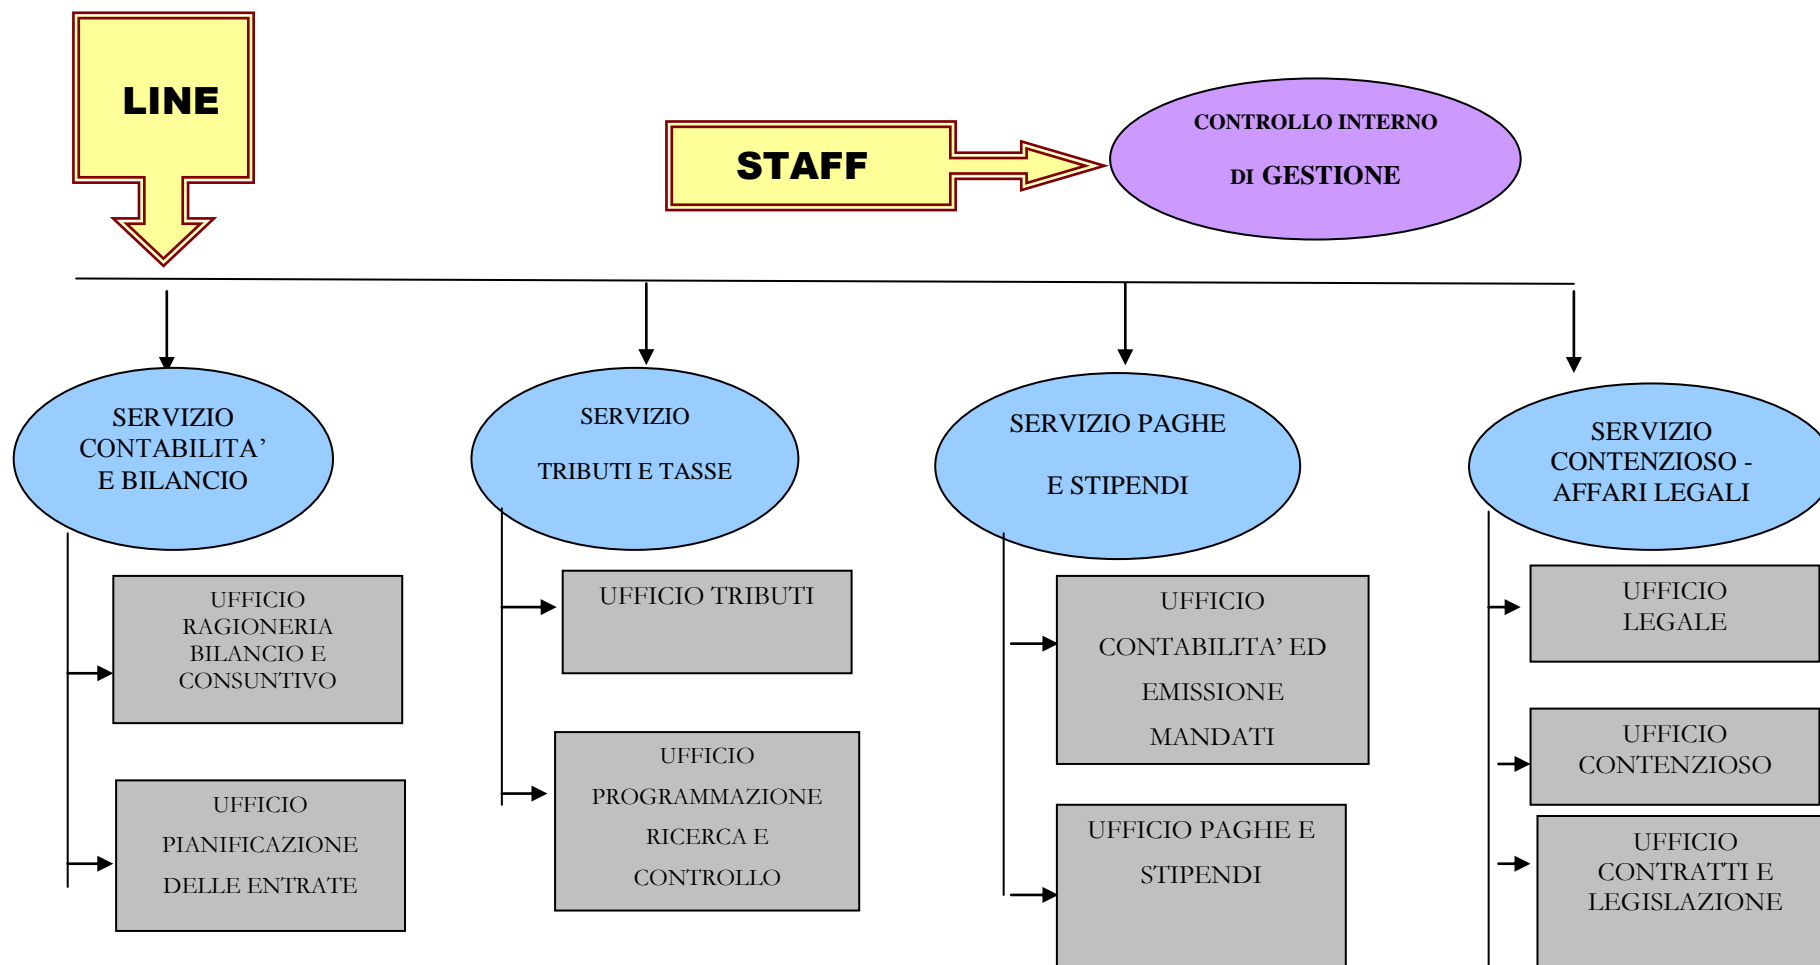 LINE
STAFF
CONTROLLO INTERNO
DI GESTIONE
SERVIZIO
CONTABILITA’
E BILANCIO
SERVIZIO
TRIBUTI E TASSE
SERVIZIO PAGHE
E STIPENDI
SERVIZIO
CONTENZIOSO -
AFFARI LEGALI
UFFICIO
RAGIONERIA
BILANCIO E
CONSUNTIVO
UFFICIO
PIANIFICAZIONE
DELLE ENTRATE
UFFICIO TRIBUTI
UFFICIO
PROGRAMMAZIONE
RICERCA E
CONTROLLO
UFFICIO
CONTABILITA’ ED
EMISSIONE
MANDATI
UFFICIO PAGHE E
STIPENDI
UFFICIO
LEGALE
UFFICIO
CONTENZIOSO
UFFICIO
CONTRATTI E
LEGISLAZIONE